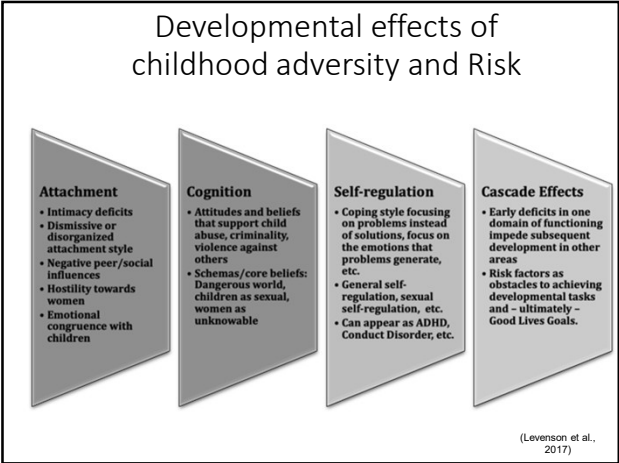 Developmental effects of
childhood adversity and Risk
Attachment
• Intimacy deficits
• Dismissive or
disorganized
attachment style
• Negative peer/social
influences
• Hostility towards
women
• Emotional
congruence with
children
Cognition
• Attitudes and beliefs
that support child
abuse, criminality,
violence against
others
• Schemas/core beliefs:
Dangerous world,
children as sexual,
women as
unknowable
Self-regulation
• Coping style focusing
on problems instead
of solutions, focus on
the emotions that
problems generate,
etc.
• General self-
regulation, sexual
self-regulation, etc.
• Can appear as ADHD,
Conduct Disorder, etc.
Cascade Effects
• Early deficits in one
domain of functioning
impede subsequent
development in other
areas
• Risk factors as
obstacles to achieving
developmental tasks
and – ultimately –
Good Lives Goals.
(Levenson et al.,
2017)